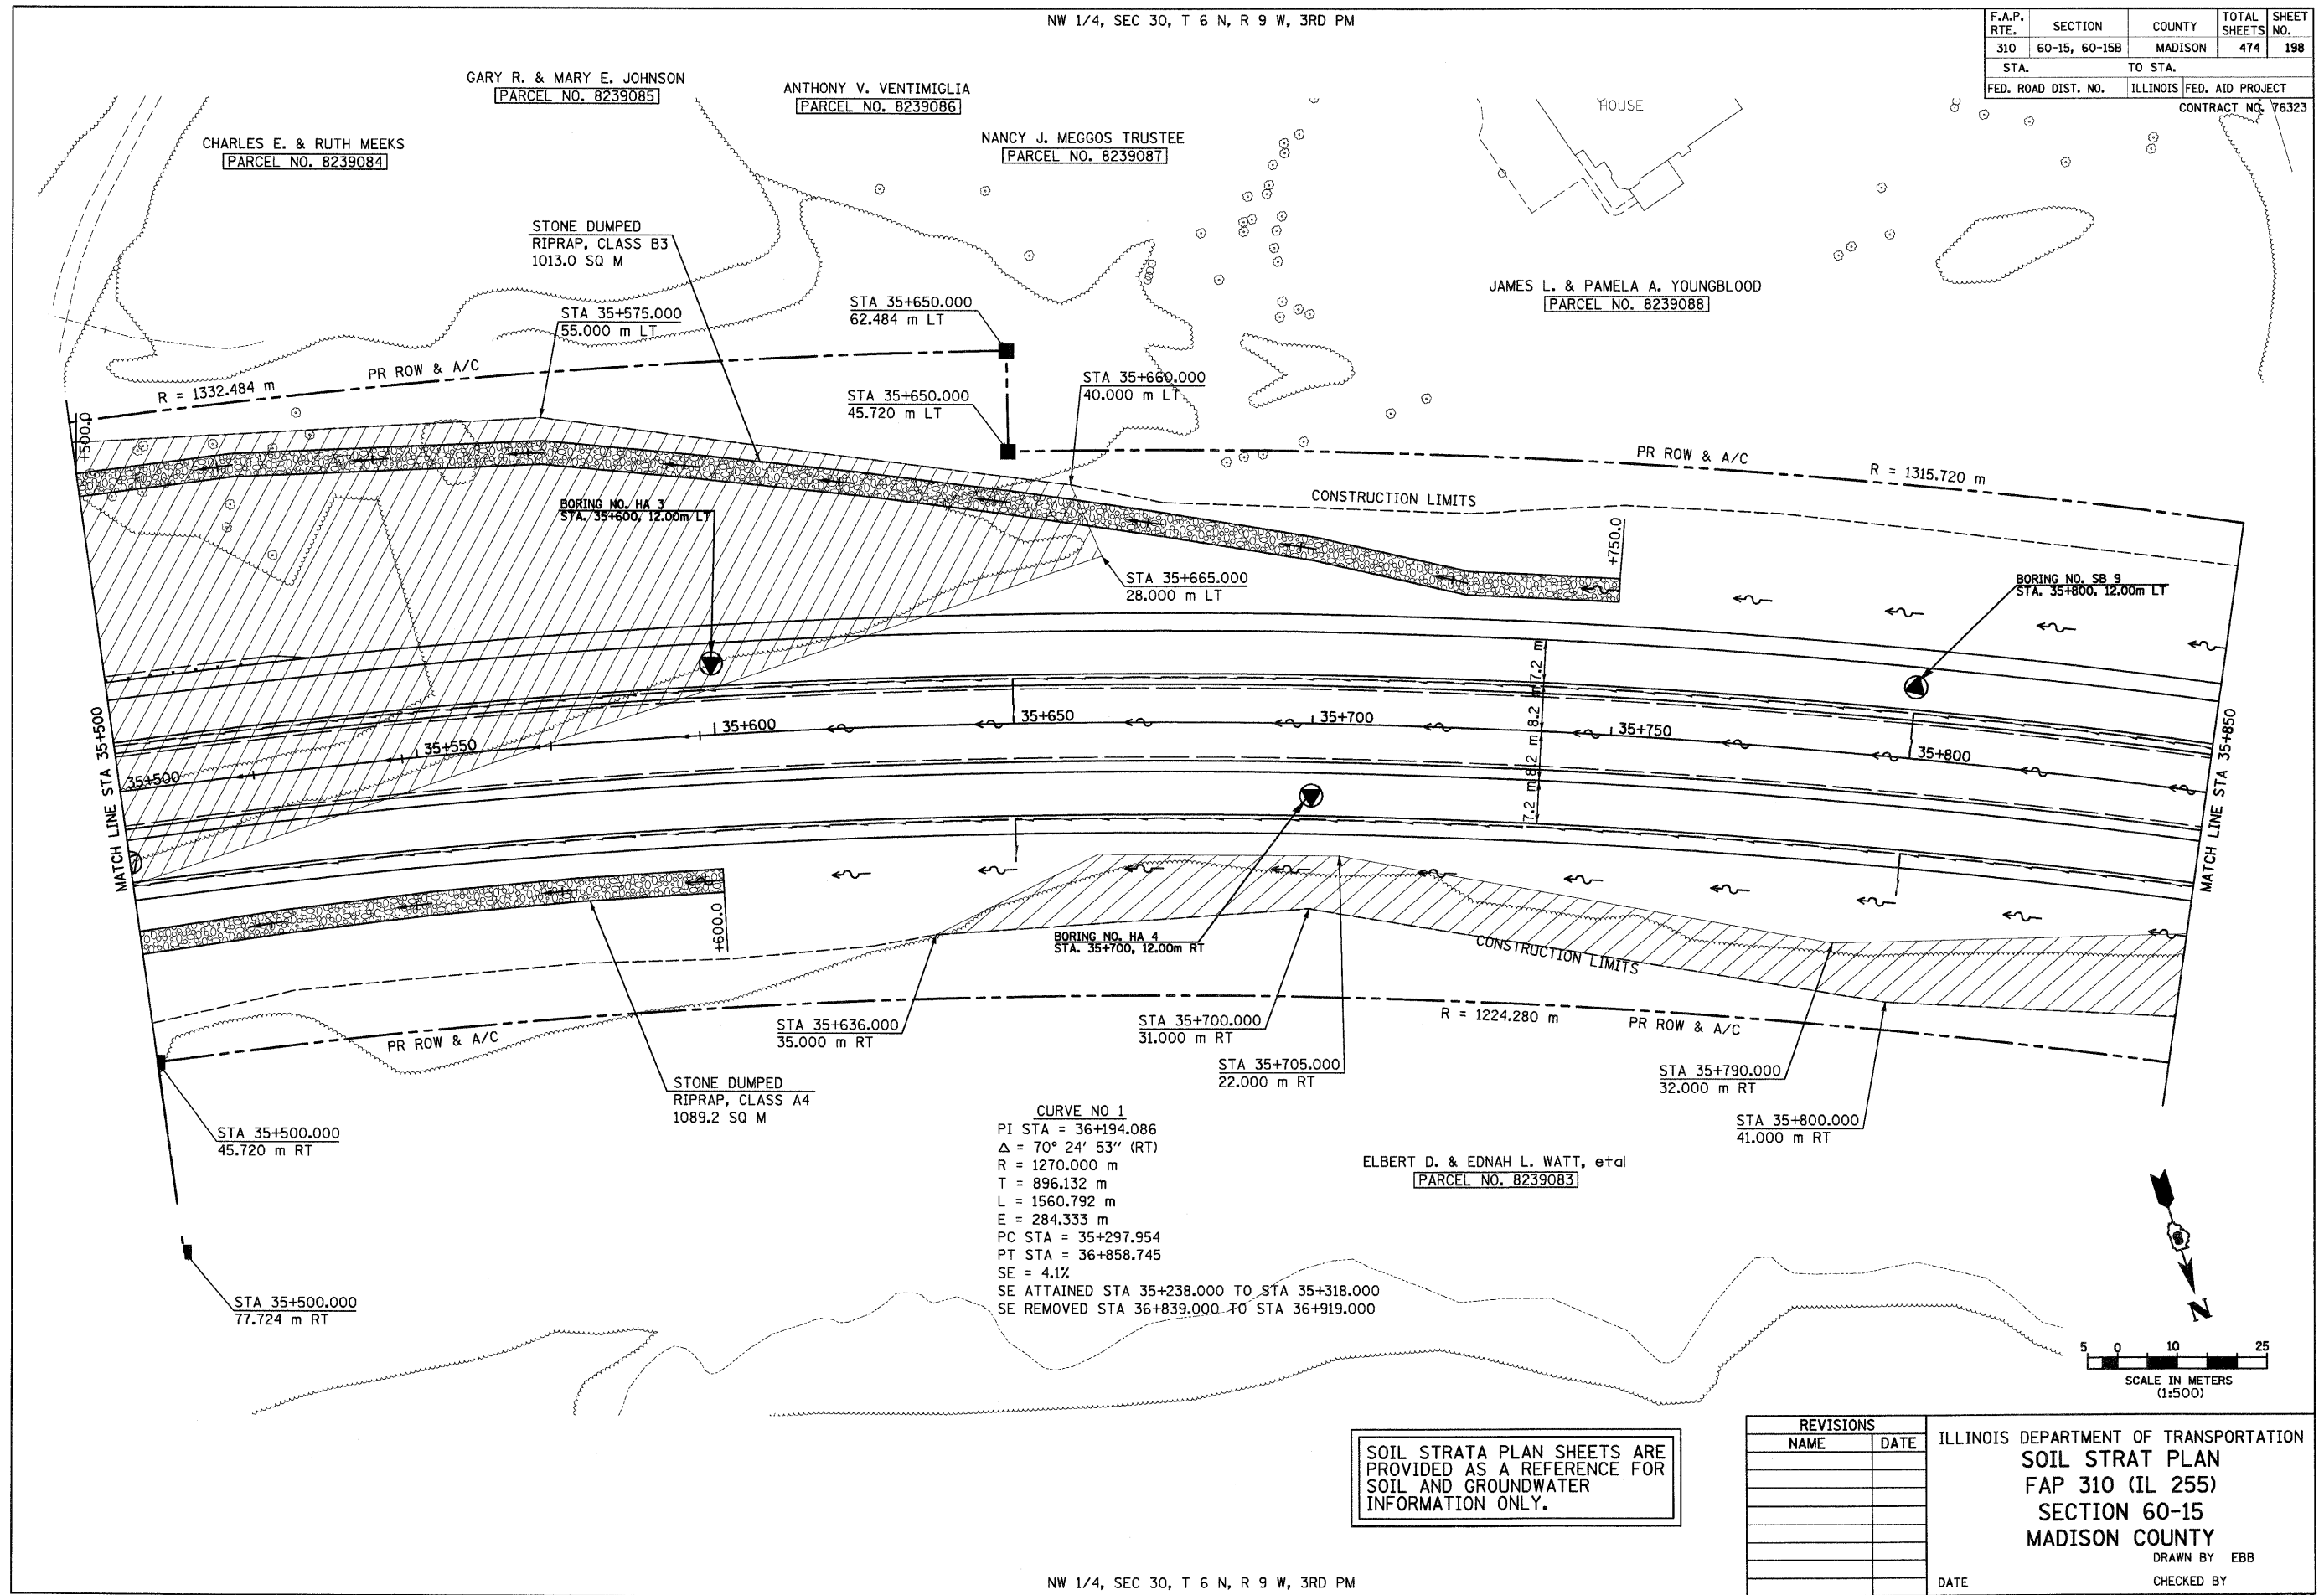 NW 1/4, SEC 30, T 6 N, R 9 W, 3RD PM
F.A.P. RTE.
SECTION
COUNTY
TOTAL SHEETS
SHEET NO.
310
60-15, 60-15B
MADISON
474
198
STA.
TO STA.
FED. ROAD DIST. NO.
ILLINOIS
FED. AID PROJECT
CONTRACT NO. 76323
GARY R. & MARY E. JOHNSON
PARCEL NO. 8239085
ANTHONY V. VENTIMIGLIA
PARCEL NO. 8239086
CHARLES E. & RUTH MEEKS
PARCEL NO. 8239084
NANCY J. MEGGOS TRUSTEE
PARCEL NO. 8239087
HOUSE
STONE DUMPED
RIPRAP, CLASS B3
1013.0 SQ M
JAMES L. & PAMELA A. YOUNGBLOOD
PARCEL NO. 8239088
STA 35+575.000
55.000 m LT
STA 35+650.000
62.484 m LT
STA 35+650.000
45.720 m LT
STA 35+660.000
40.000 m LT
R = 1332.484 m
PR ROW & A/C
+500.0
PR ROW & A/C
R = 1315.720 m
CONSTRUCTION LIMITS
BORING NO. HA 3
STA. 35+600, 12.00m LT
+750.0
STA 35+665.000
28.000 m LT
BORING NO. SB 9
STA. 35+800, 12.00m LT
7.2 m
8.2 m
8.2 m
7.2 m
35+500
35+550
35+600
35+650
35+700
35+750
35+800
MATCH LINE STA 35+500
MATCH LINE STA 35+850
+600.0
BORING NO. HA 4
STA. 35+700, 12.00m RT
CONSTRUCTION LIMITS
PR ROW & A/C
STA 35+636.000
35.000 m RT
STA 35+700.000
31.000 m RT
R = 1224.280 m
PR ROW & A/C
STA 35+705.000
22.000 m RT
STA 35+790.000
32.000 m RT
STA 35+800.000
41.000 m RT
STONE DUMPED
RIPRAP, CLASS A4
1089.2 SQ M
STA 35+500.000
45.720 m RT
STA 35+500.000
77.724 m RT
CURVE NO 1
PI STA = 36+194.086
Δ = 70° 24' 53'' (RT)
R = 1270.000 m
T = 896.132 m
L = 1560.792 m
E = 284.333 m
PC STA = 35+297.954
PT STA = 36+858.745
SE = 4.1%
SE ATTAINED STA 35+238.000 TO STA 35+318.000
SE REMOVED STA 36+839.000 TO STA 36+919.000
ELBERT D. & EDNAH L. WATT, etal
PARCEL NO. 8239083
N
5 0 10 25
SCALE IN METERS
(1:500)
SOIL STRATA PLAN SHEETS ARE
PROVIDED AS A REFERENCE FOR
SOIL AND GROUNDWATER
INFORMATION ONLY.
REVISIONS
NAME
DATE
ILLINOIS DEPARTMENT OF TRANSPORTATION
SOIL STRAT PLAN
FAP 310 (IL 255)
SECTION 60-15
MADISON COUNTY
DRAWN BY EBB
DATE
CHECKED BY
NW 1/4, SEC 30, T 6 N, R 9 W, 3RD PM